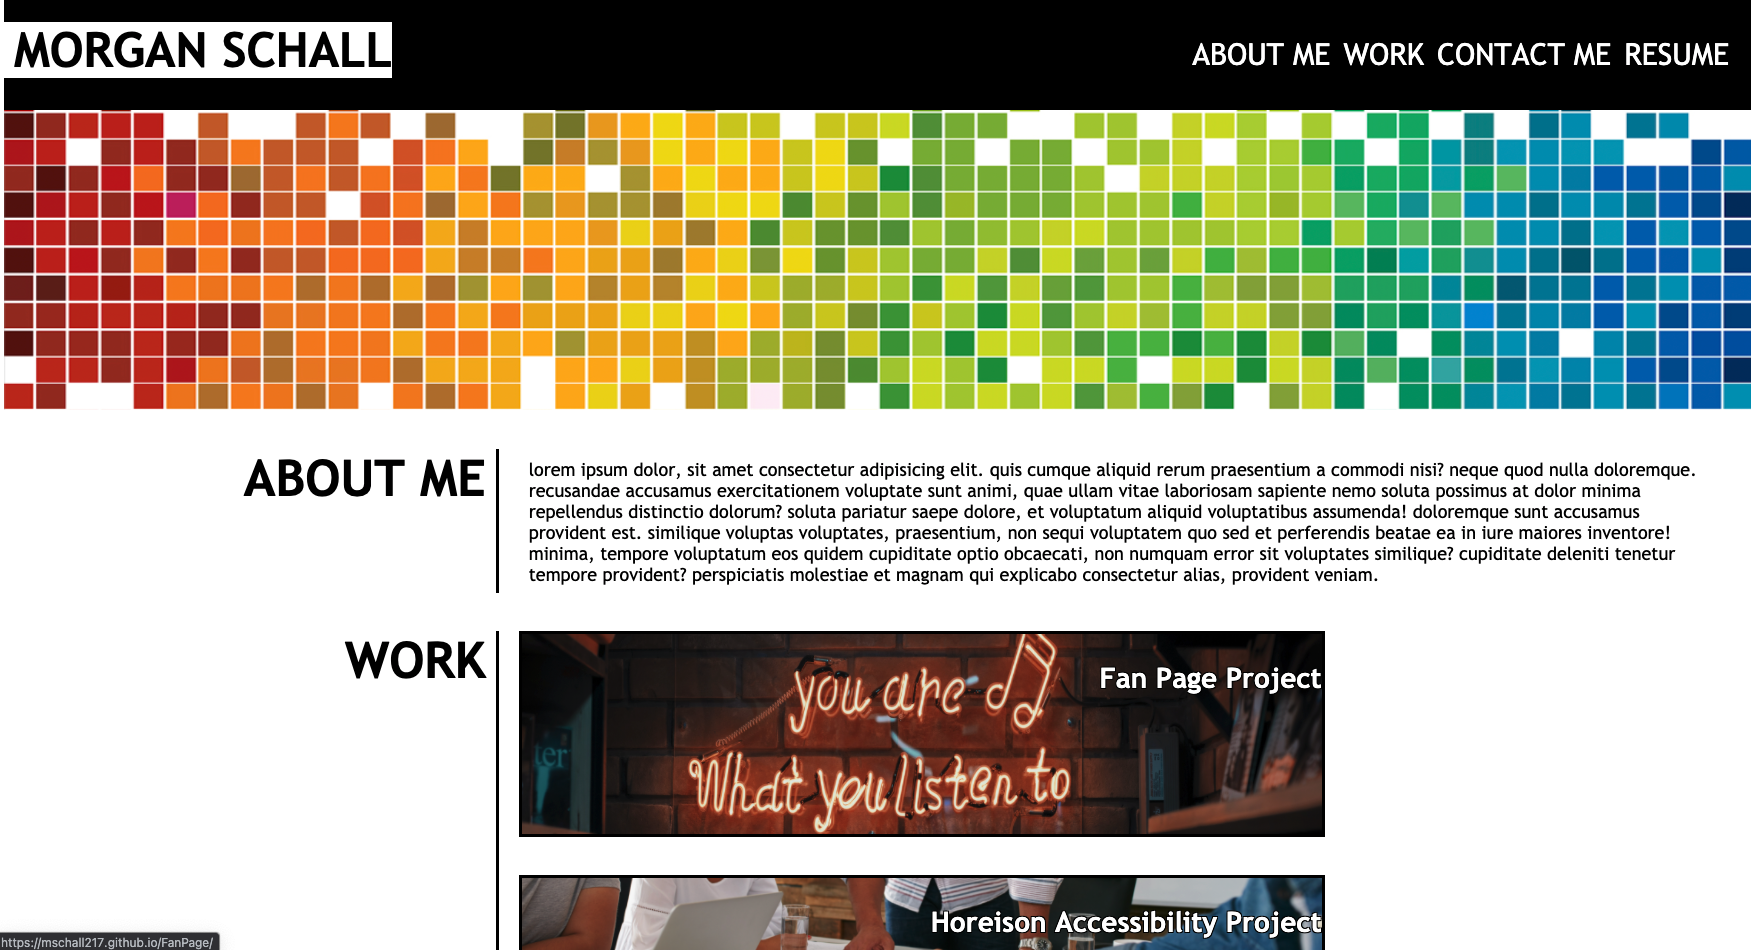 MORGAN SCHALL
ABOUT ME WORK CONTACT ME RESUME
ABOUT ME
lorem ipsum dolor, sit amet consectetur adipisicing elit. quis cumque aliquid rerum praesentium a commodi nisi? neque quod nulla doloremque.
recusandae accusamus exercitationem voluptate sunt animi, quae ullam vitae laboriosam sapiente nemo soluta possimus at dolor minima
repellendus distinctio dolorum? soluta pariatur saepe dolore, et voluptatum aliquid voluptatibus assumenda! doloremque sunt accusamus
provident est. similique voluptas voluptates, praesentium, non sequi voluptatem quo sed et perferendis beatae ea in iure maiores inventore!
minima, tempore voluptatum eos quidem cupiditate optio obcaecati, non numquam error sit voluptates similique? cupiditate deleniti tenetur
tempore provident? perspiciatis molestiae et magnam qui explicabo consectetur alias, provident veniam.
WORK
Fan Page Project
you are
What you listen to
ter
Horeison Accessibility Project
https://mschall217.github.io/FanPage/